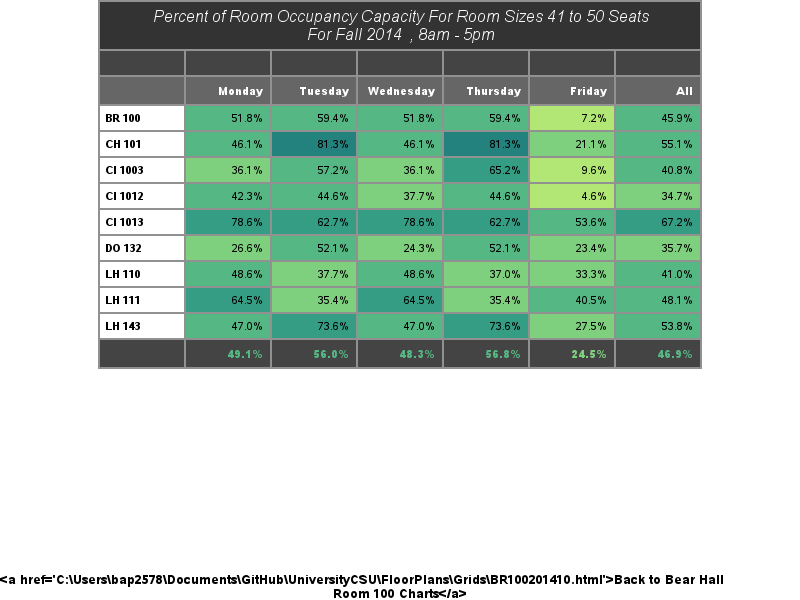 Percent of Room Occupancy Capacity For Room Sizes 41 to 50 Seats
For Fall 2014 , 8am - 5pm
Monday Tuesday Wednesday Thursday Friday All
BR 100 51.8% 59.4% 51.8% 59.4% 7.2% 45.9%
CH 101 46.1% 81.3% 46.1% 81.3% 21.1% 55.1%
CI 1003 36.1% 57.2% 36.1% 65.2% 9.6% 40.8%
CI 1012 42.3% 44.6% 37.7% 44.6% 4.6% 34.7%
CI 1013 78.6% 62.7% 78.6% 62.7% 53.6% 67.2%
DO 132 26.6% 52.1% 24.3% 52.1% 23.4% 35.7%
LH 110 48.6% 37.7% 48.6% 37.0% 33.3% 41.0%
LH 111 64.5% 35.4% 64.5% 35.4% 40.5% 48.1%
LH 143 47.0% 73.6% 47.0% 73.6% 27.5% 53.8%
49.1% 56.0% 48.3% 56.8% 24.5% 46.9%
<a href='C:\Users\bap2578\Documents\GitHub\UniversityCSU\FloorPlans\Grids\BR100201410.html'>Back to Bear Hall
Room 100 Charts</a>